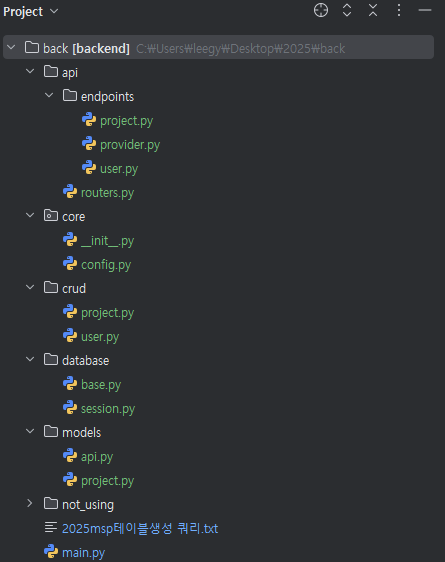 Project
back [backend] C:₩Users₩leegy₩Desktop₩2025₩back
api
endpoints
project.py
provider.py
user.py
routers.py
core
__init__.py
config.py
crud
project.py
user.py
database
base.py
session.py
models
api.py
project.py
not_using
2025msp테이블생성 쿼리.txt
main.py